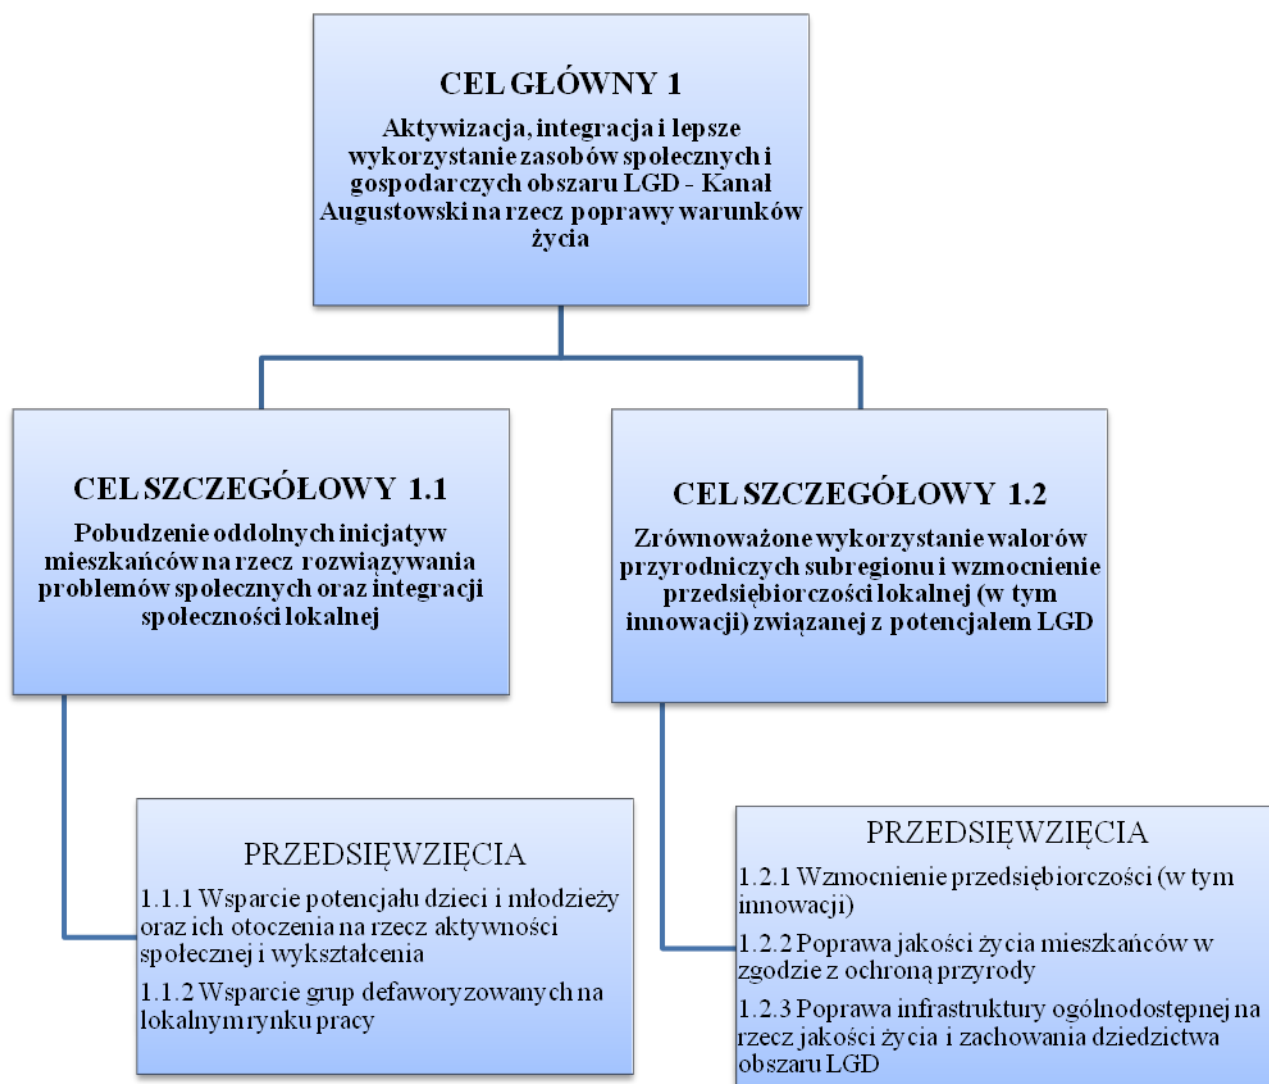 CEL GŁÓWNY 1
Aktywizacja, integracja i lepsze
wykorzystanie zasobów społecznych i
gospodarczych obszaru LGD - Kanał
Augustowski na rzecz poprawy warunków
życia
CEL SZCZEGÓŁOWY 1.1
Pobudzenie oddolnych inicjatyw
mieszkańców na rzecz rozwiązywania
problemów społecznych oraz integracji
społeczności lokalnej
CEL SZCZEGÓŁOWY 1.2
Zrównoważone wykorzystanie walorów
przyrodniczych subregionu i wzmocnienie
przedsiębiorczości lokalnej (w tym
innowacji) związanej z potencjałem LGD
PRZEDSIĘWZIĘCIA
1.1.1 Wsparcie potencjału dzieci i młodzieży
oraz ich otoczenia na rzecz aktywności
społecznej i wykształcenia
1.1.2 Wsparcie grup defaworyzowanych na
lokalnym rynku pracy
PRZEDSIĘWZIĘCIA
1.2.1 Wzmocnienie przedsiębiorczości (w tym
innowacji)
1.2.2 Poprawa jakości życia mieszkańców w
zgodzie z ochroną przyrody
1.2.3 Poprawa infrastruktury ogólnodostępnej na
rzecz jakości życia i zachowania dziedzictwa
obszaru LGD